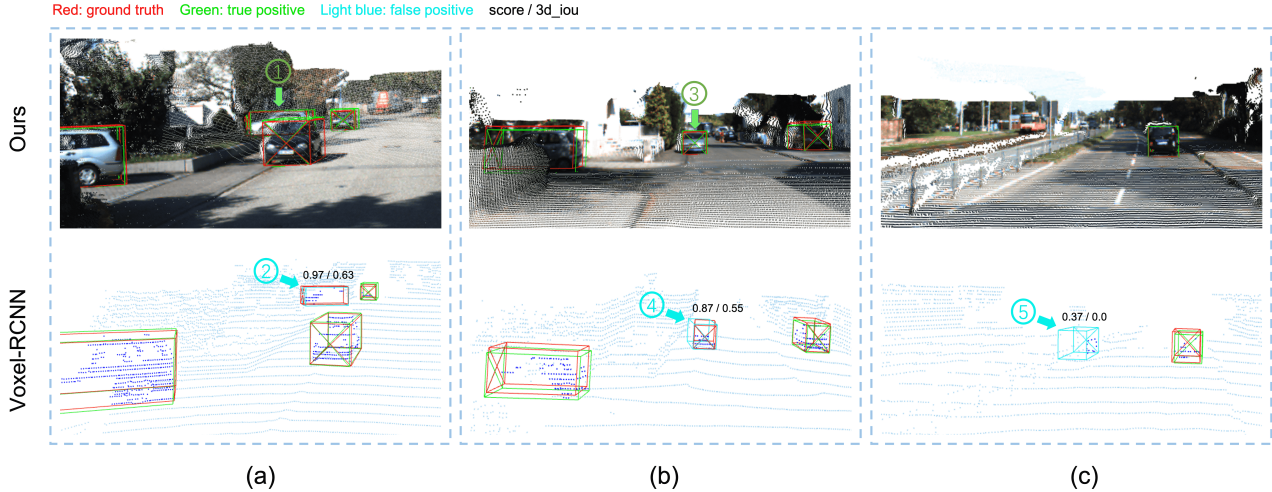 Red: ground truth Green: true positive Light blue: false positive score / 3d_iou
Ours
①
③
Voxel-RCNN
②
0.97 / 0.63
④
0.87 / 0.55
⑤
0.37 / 0.0
(a) (b) (c)